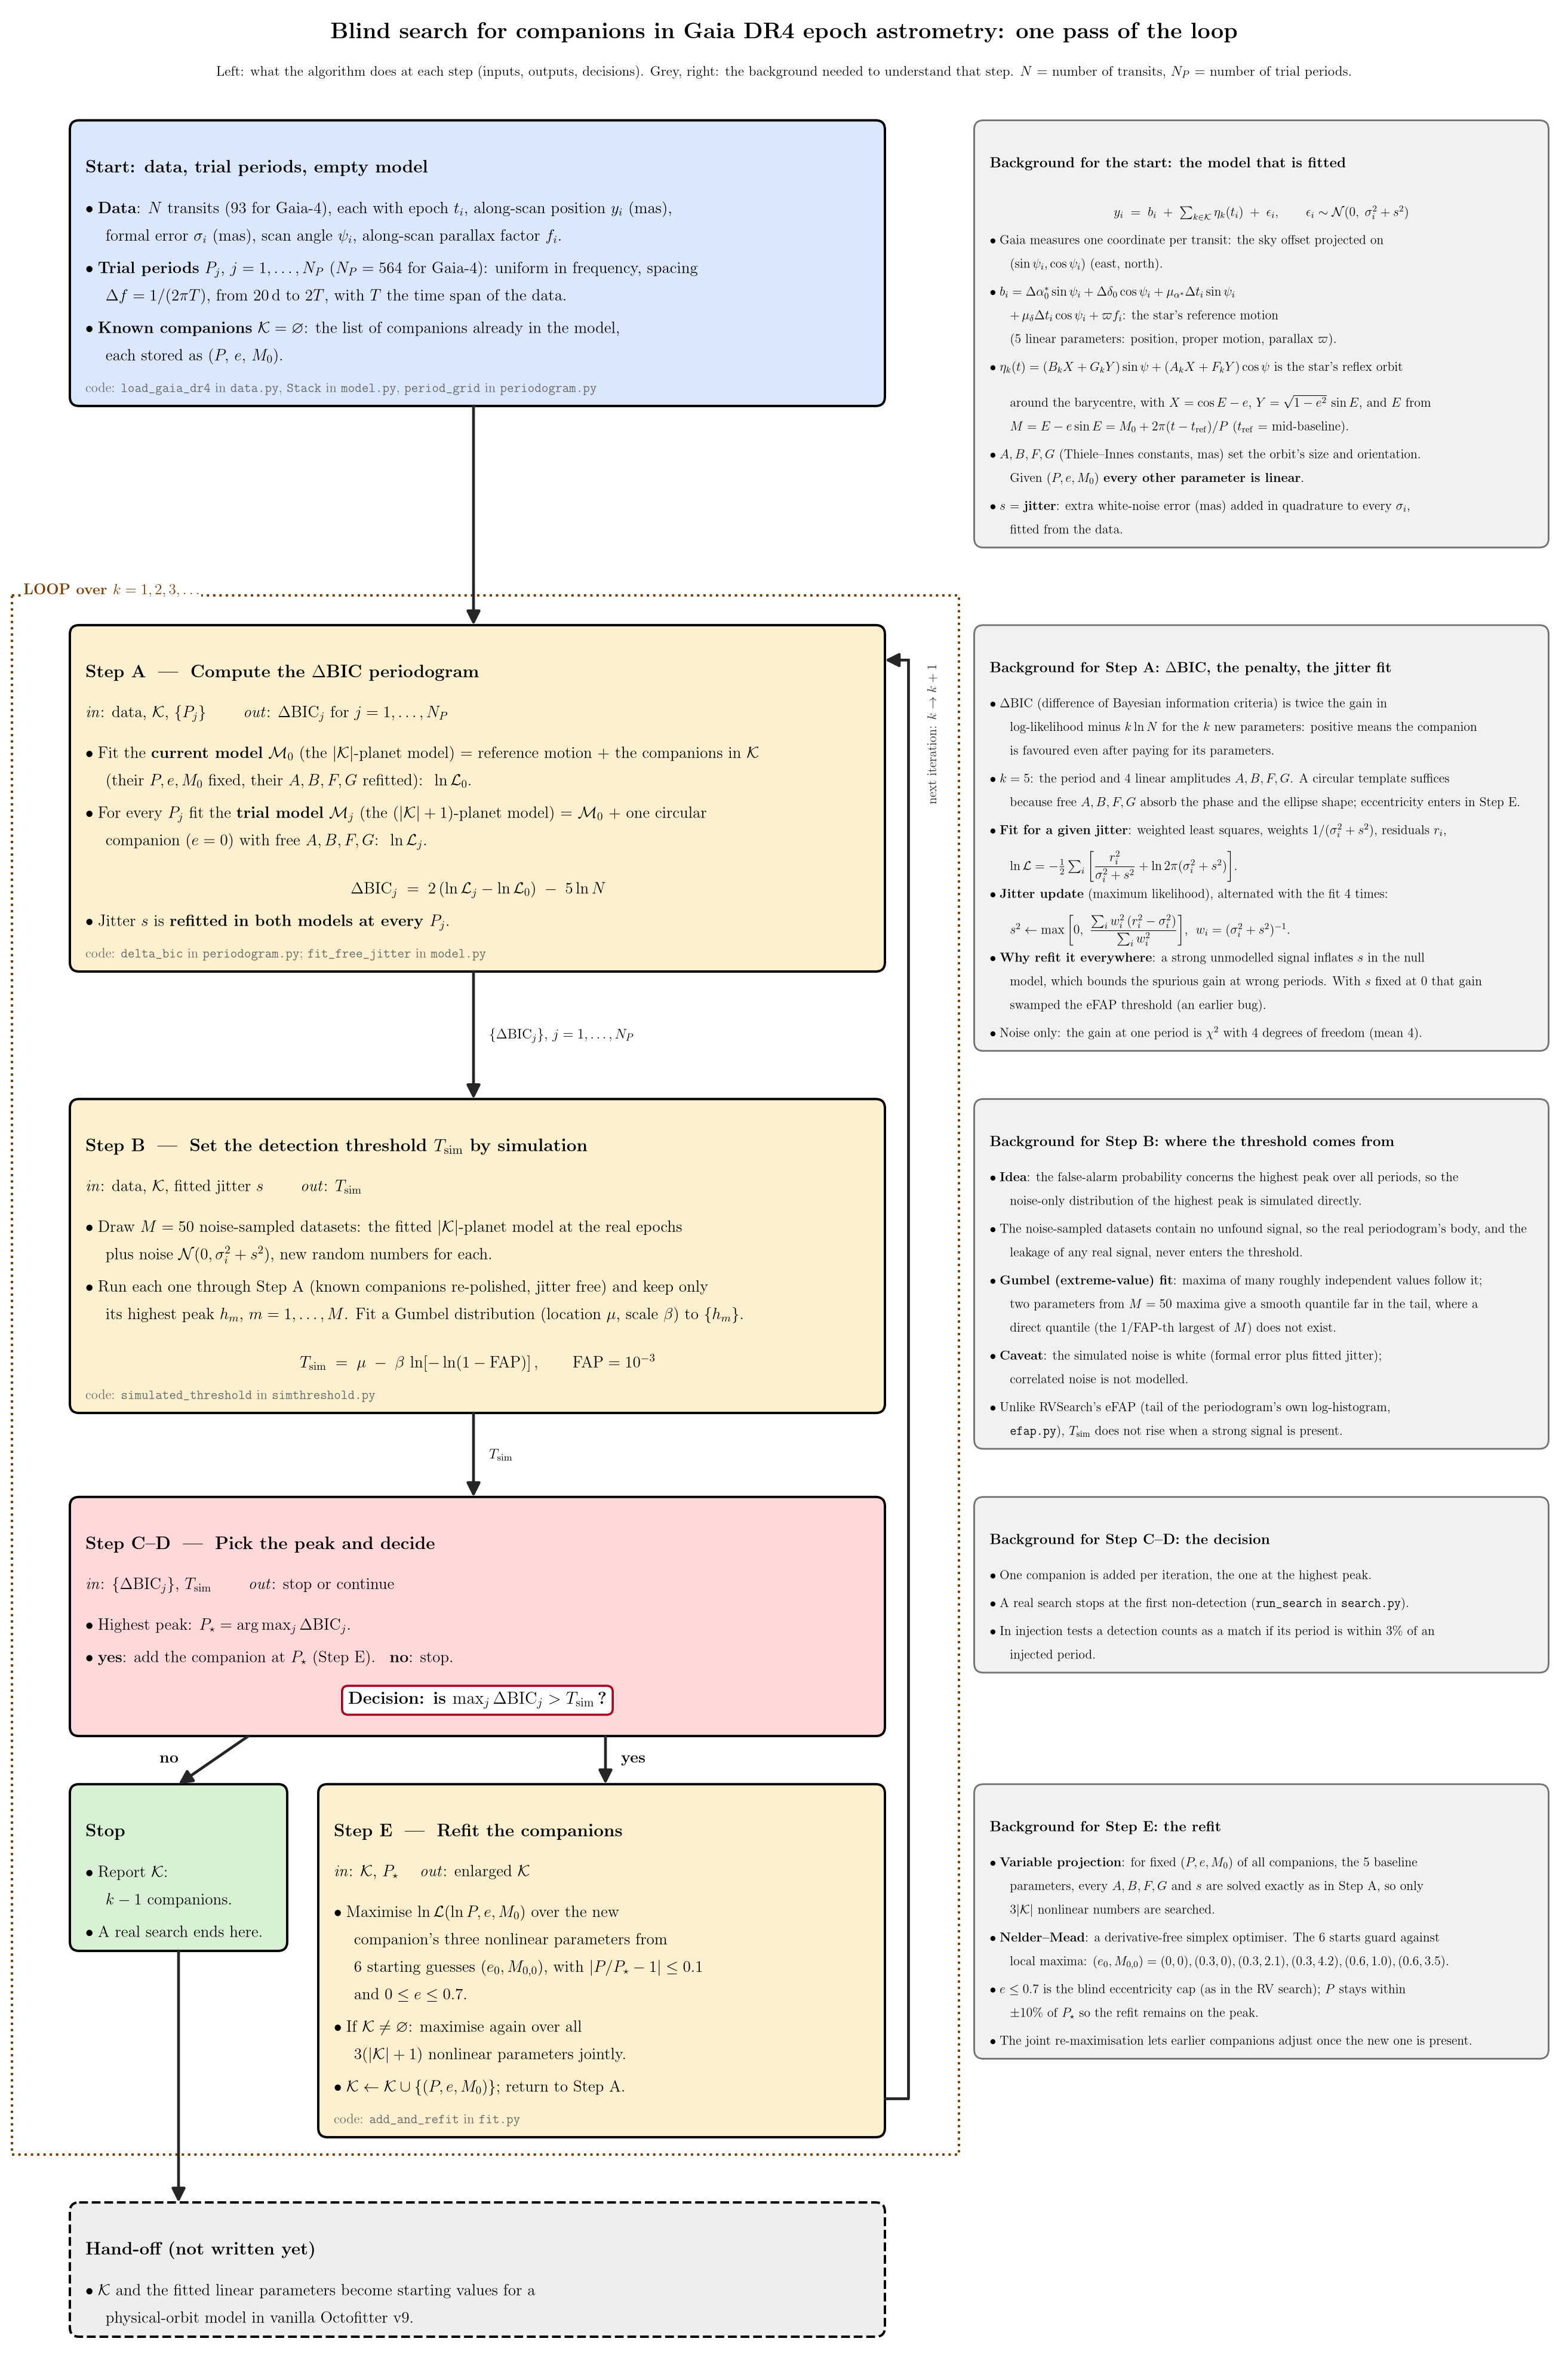 Blind search for companions in Gaia DR4 epoch astrometry: one pass of the loop
Left: what the algorithm does at each step (inputs, outputs, decisions). Grey, right: the background needed to understand that step. N = number of transits, N_P = number of trial periods.
Start: data, trial periods, empty model
• Data: N transits (93 for Gaia-4), each with epoch t_i, along-scan position y_i (mas),
formal error σ_i (mas), scan angle ψ_i, along-scan parallax factor f_i.
• Trial periods P_j, j = 1, . . . , N_P (N_P = 564 for Gaia-4): uniform in frequency, spacing
Δf = 1/(2πT), from 20 d to 2T, with T the time span of the data.
• Known companions 𝒦 = ∅: the list of companions already in the model,
each stored as (P, e, M_0).
code: load_gaia_dr4 in data.py, Stack in model.py, period_grid in periodogram.py
Background for the start: the model that is fitted
y_i = b_i + ∑_{k∈𝒦} η_k(t_i) + ϵ_i, ϵ_i ∼ 𝒩(0, σ_i^2 + s^2)
• Gaia measures one coordinate per transit: the sky offset projected on
(sin ψ_i, cos ψ_i) (east, north).
• b_i = Δα_0^* sin ψ_i + Δδ_0 cos ψ_i + μ_{α*}Δt_i sin ψ_i
+ μ_δΔt_i cos ψ_i + ϖf_i: the star's reference motion
(5 linear parameters: position, proper motion, parallax ϖ).
• η_k(t) = (B_kX + G_kY) sin ψ + (A_kX + F_kY) cos ψ is the star's reflex orbit
around the barycentre, with X = cos E − e, Y = √(1 − e^2) sin E, and E from
M = E − e sin E = M_0 + 2π(t − t_ref)/P (t_ref = mid-baseline).
• A, B, F, G (Thiele–Innes constants, mas) set the orbit's size and orientation.
Given (P, e, M_0) every other parameter is linear.
• s = jitter: extra white-noise error (mas) added in quadrature to every σ_i,
fitted from the data.
LOOP over k = 1, 2, 3, . . .
Step A — Compute the ΔBIC periodogram
in: data, 𝒦, {P_j} out: ΔBIC_j for j = 1, . . . , N_P
• Fit the current model ℳ_0 (the |𝒦|-planet model) = reference motion + the companions in 𝒦
(their P, e, M_0 fixed, their A, B, F, G refitted): ln ℒ_0.
• For every P_j fit the trial model ℳ_j (the (|𝒦| + 1)-planet model) = ℳ_0 + one circular
companion (e = 0) with free A, B, F, G: ln ℒ_j.
ΔBIC_j = 2 (ln ℒ_j − ln ℒ_0) − 5 ln N
• Jitter s is refitted in both models at every P_j.
code: delta_bic in periodogram.py; fit_free_jitter in model.py
next iteration: k → k + 1
Background for Step A: ΔBIC, the penalty, the jitter fit
• ΔBIC (difference of Bayesian information criteria) is twice the gain in
log-likelihood minus k ln N for the k new parameters: positive means the companion
is favoured even after paying for its parameters.
• k = 5: the period and 4 linear amplitudes A, B, F, G. A circular template suffices
because free A, B, F, G absorb the phase and the ellipse shape; eccentricity enters in Step E.
• Fit for a given jitter: weighted least squares, weights 1/(σ_i^2 + s^2), residuals r_i,
ln ℒ = −½ ∑_i [ r_i^2/(σ_i^2 + s^2) + ln 2π(σ_i^2 + s^2) ].
• Jitter update (maximum likelihood), alternated with the fit 4 times:
s^2 ← max [ 0, ∑_i w_i^2 (r_i^2 − σ_i^2)/∑_i w_i^2 ], w_i = (σ_i^2 + s^2)^{−1}.
• Why refit it everywhere: a strong unmodelled signal inflates s in the null
model, which bounds the spurious gain at wrong periods. With s fixed at 0 that gain
swamped the eFAP threshold (an earlier bug).
• Noise only: the gain at one period is χ^2 with 4 degrees of freedom (mean 4).
{ΔBIC_j}, j = 1, . . . , N_P
Step B — Set the detection threshold T_sim by simulation
in: data, 𝒦, fitted jitter s out: T_sim
• Draw M = 50 noise-sampled datasets: the fitted |𝒦|-planet model at the real epochs
plus noise 𝒩(0, σ_i^2 + s^2), new random numbers for each.
• Run each one through Step A (known companions re-polished, jitter free) and keep only
its highest peak h_m, m = 1, . . . , M. Fit a Gumbel distribution (location μ, scale β) to {h_m}.
T_sim = μ − β ln[− ln(1 − FAP)] , FAP = 10^{−3}
code: simulated_threshold in simthreshold.py
Background for Step B: where the threshold comes from
• Idea: the false-alarm probability concerns the highest peak over all periods, so the
noise-only distribution of the highest peak is simulated directly.
• The noise-sampled datasets contain no unfound signal, so the real periodogram's body, and the
leakage of any real signal, never enters the threshold.
• Gumbel (extreme-value) fit: maxima of many roughly independent values follow it;
two parameters from M = 50 maxima give a smooth quantile far in the tail, where a
direct quantile (the 1/FAP-th largest of M) does not exist.
• Caveat: the simulated noise is white (formal error plus fitted jitter);
correlated noise is not modelled.
• Unlike RVSearch's eFAP (tail of the periodogram's own log-histogram,
efap.py), T_sim does not rise when a strong signal is present.
T_sim
Step C–D — Pick the peak and decide
in: {ΔBIC_j}, T_sim out: stop or continue
• Highest peak: P_⋆ = arg max_j ΔBIC_j.
• yes: add the companion at P_⋆ (Step E). no: stop.
Decision: is max_j ΔBIC_j > T_sim ?
Background for Step C–D: the decision
• One companion is added per iteration, the one at the highest peak.
• A real search stops at the first non-detection (run_search in search.py).
• In injection tests a detection counts as a match if its period is within 3% of an
injected period.
no
yes
Stop
• Report 𝒦:
k − 1 companions.
• A real search ends here.
Step E — Refit the companions
in: 𝒦, P_⋆ out: enlarged 𝒦
• Maximise ln ℒ(ln P, e, M_0) over the new
companion's three nonlinear parameters from
6 starting guesses (e_0, M_{0,0}), with |P/P_⋆ − 1| ≤ 0.1
and 0 ≤ e ≤ 0.7.
• If 𝒦 ≠ ∅: maximise again over all
3(|𝒦| + 1) nonlinear parameters jointly.
• 𝒦 ← 𝒦 ∪ {(P, e, M_0)}; return to Step A.
code: add_and_refit in fit.py
Background for Step E: the refit
• Variable projection: for fixed (P, e, M_0) of all companions, the 5 baseline
parameters, every A, B, F, G and s are solved exactly as in Step A, so only
3|𝒦| nonlinear numbers are searched.
• Nelder–Mead: a derivative-free simplex optimiser. The 6 starts guard against
local maxima: (e_0, M_{0,0}) = (0, 0), (0.3, 0), (0.3, 2.1), (0.3, 4.2), (0.6, 1.0), (0.6, 3.5).
• e ≤ 0.7 is the blind eccentricity cap (as in the RV search); P stays within
±10% of P_⋆ so the refit remains on the peak.
• The joint re-maximisation lets earlier companions adjust once the new one is present.
Hand-off (not written yet)
• 𝒦 and the fitted linear parameters become starting values for a
physical-orbit model in vanilla Octofitter v9.